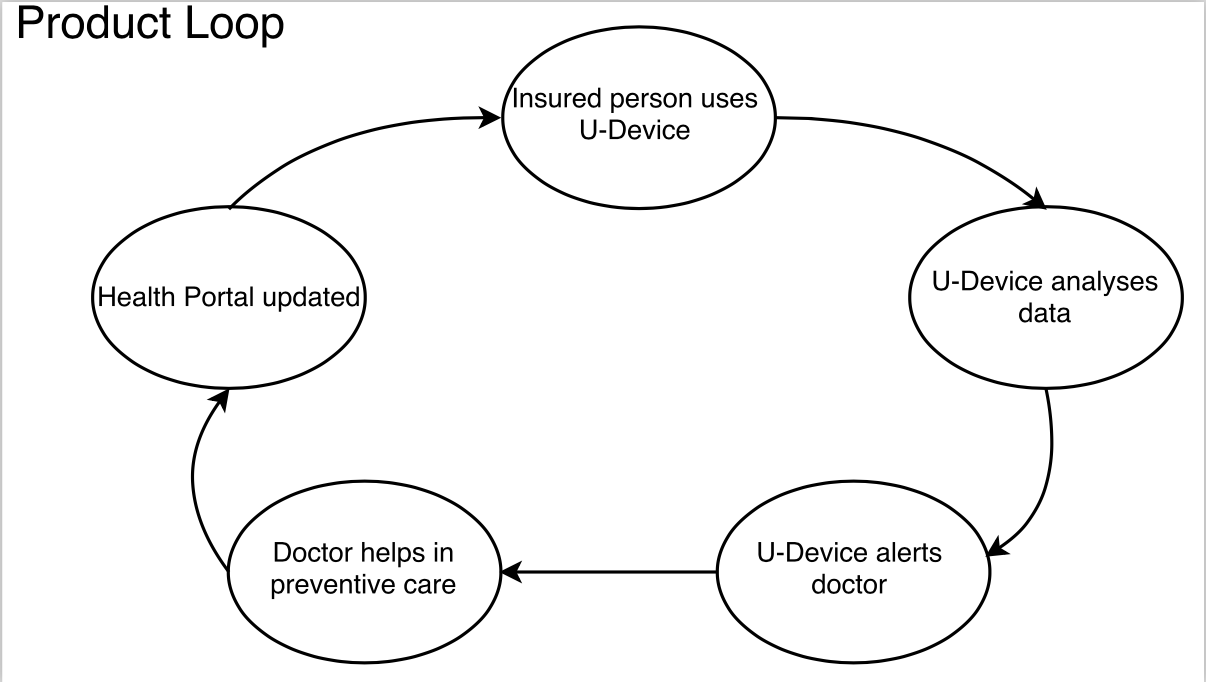 Product Loop
Insured person uses
U-Device
U-Device analyses
data
U-Device alerts
doctor
Doctor helps in
preventive care
Health Portal updated